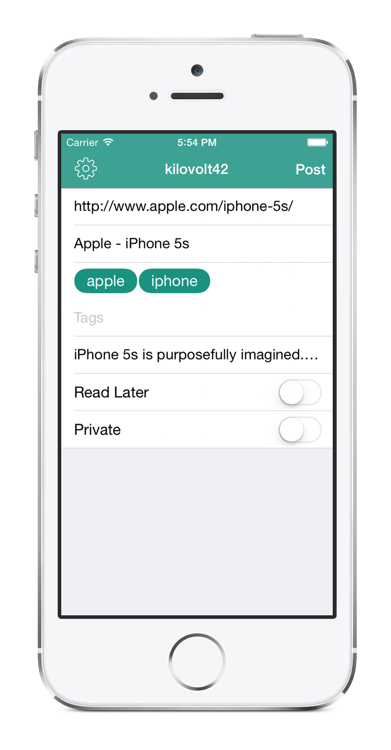 Carrier 5:54 PM
kilovolt42 Post
http://www.apple.com/iphone-5s/
Apple - iPhone 5s
apple iphone
Tags
iPhone 5s is purposefully imagined.…
Read Later
Private